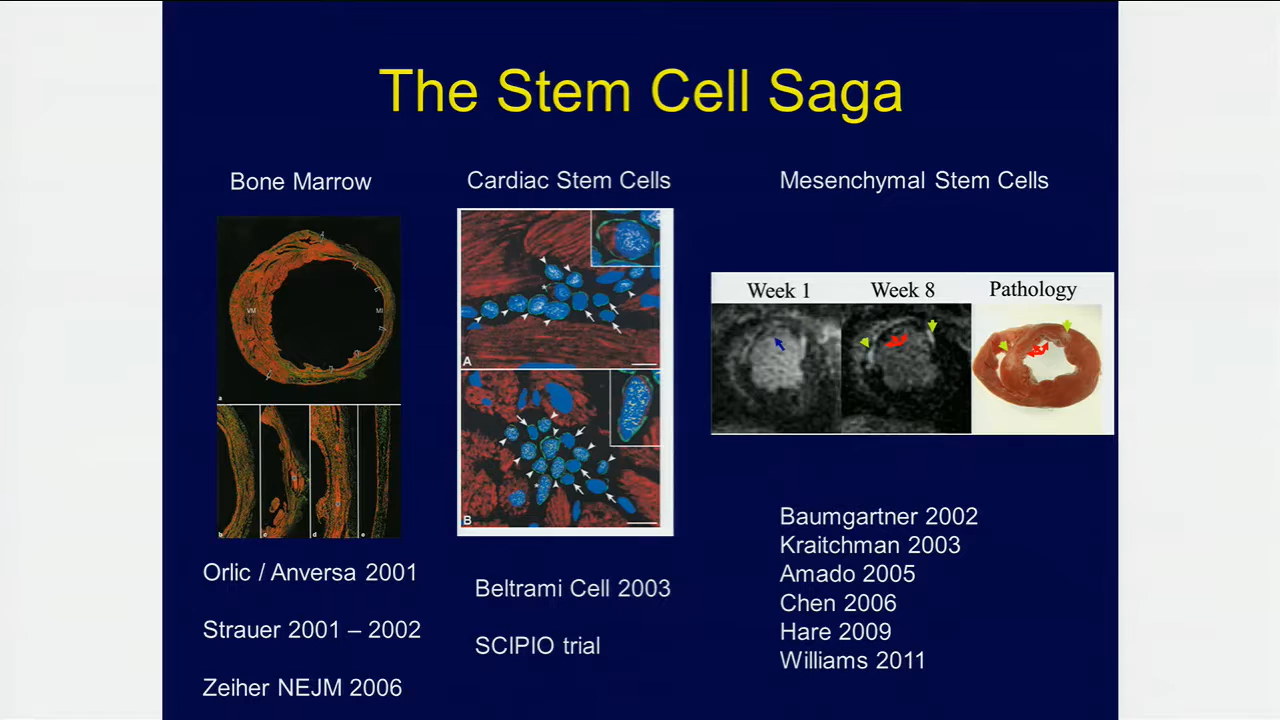 The Stem Cell Saga
Bone Marrow
VM
MI
a
b
c
d
e
Orlic / Anversa 2001
Strauer 2001 – 2002
Zeiher NEJM 2006
Cardiac Stem Cells
A
B
Beltrami Cell 2003
SCIPIO trial
Mesenchymal Stem Cells
Week 1
Week 8
Pathology
Baumgartner 2002
Kraitchman 2003
Amado 2005
Chen 2006
Hare 2009
Williams 2011